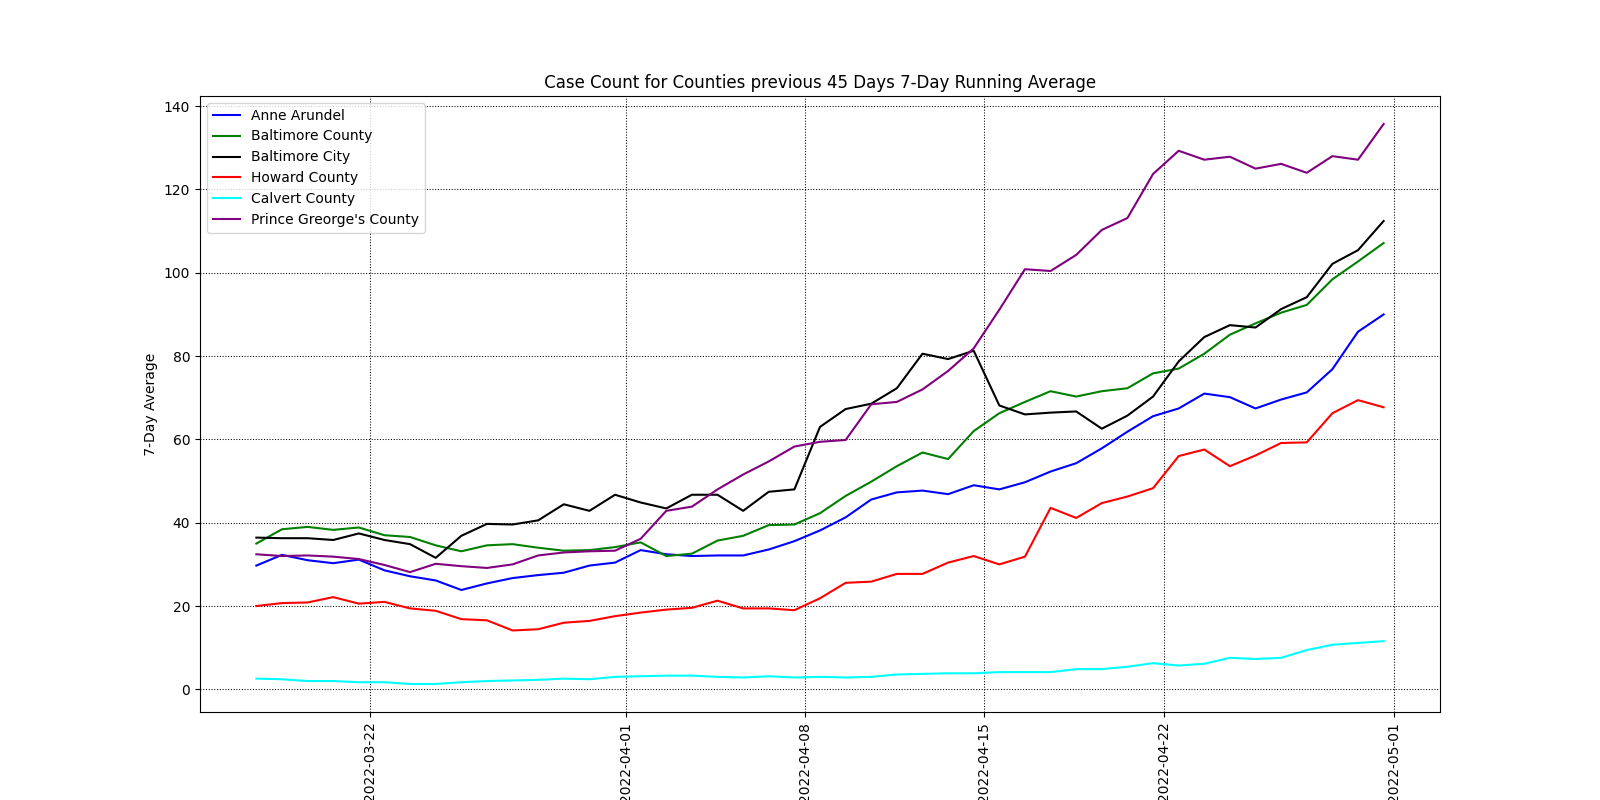 Case Count for Counties previous 45 Days 7-Day Running Average
140
120
100
80
60
40
20
0
7-Day Average
Anne Arundel
Baltimore County
Baltimore City
Howard County
Calvert County
Prince Greorge's County
2022-03-22
2022-04-01
2022-04-08
2022-04-15
2022-04-22
2022-05-01